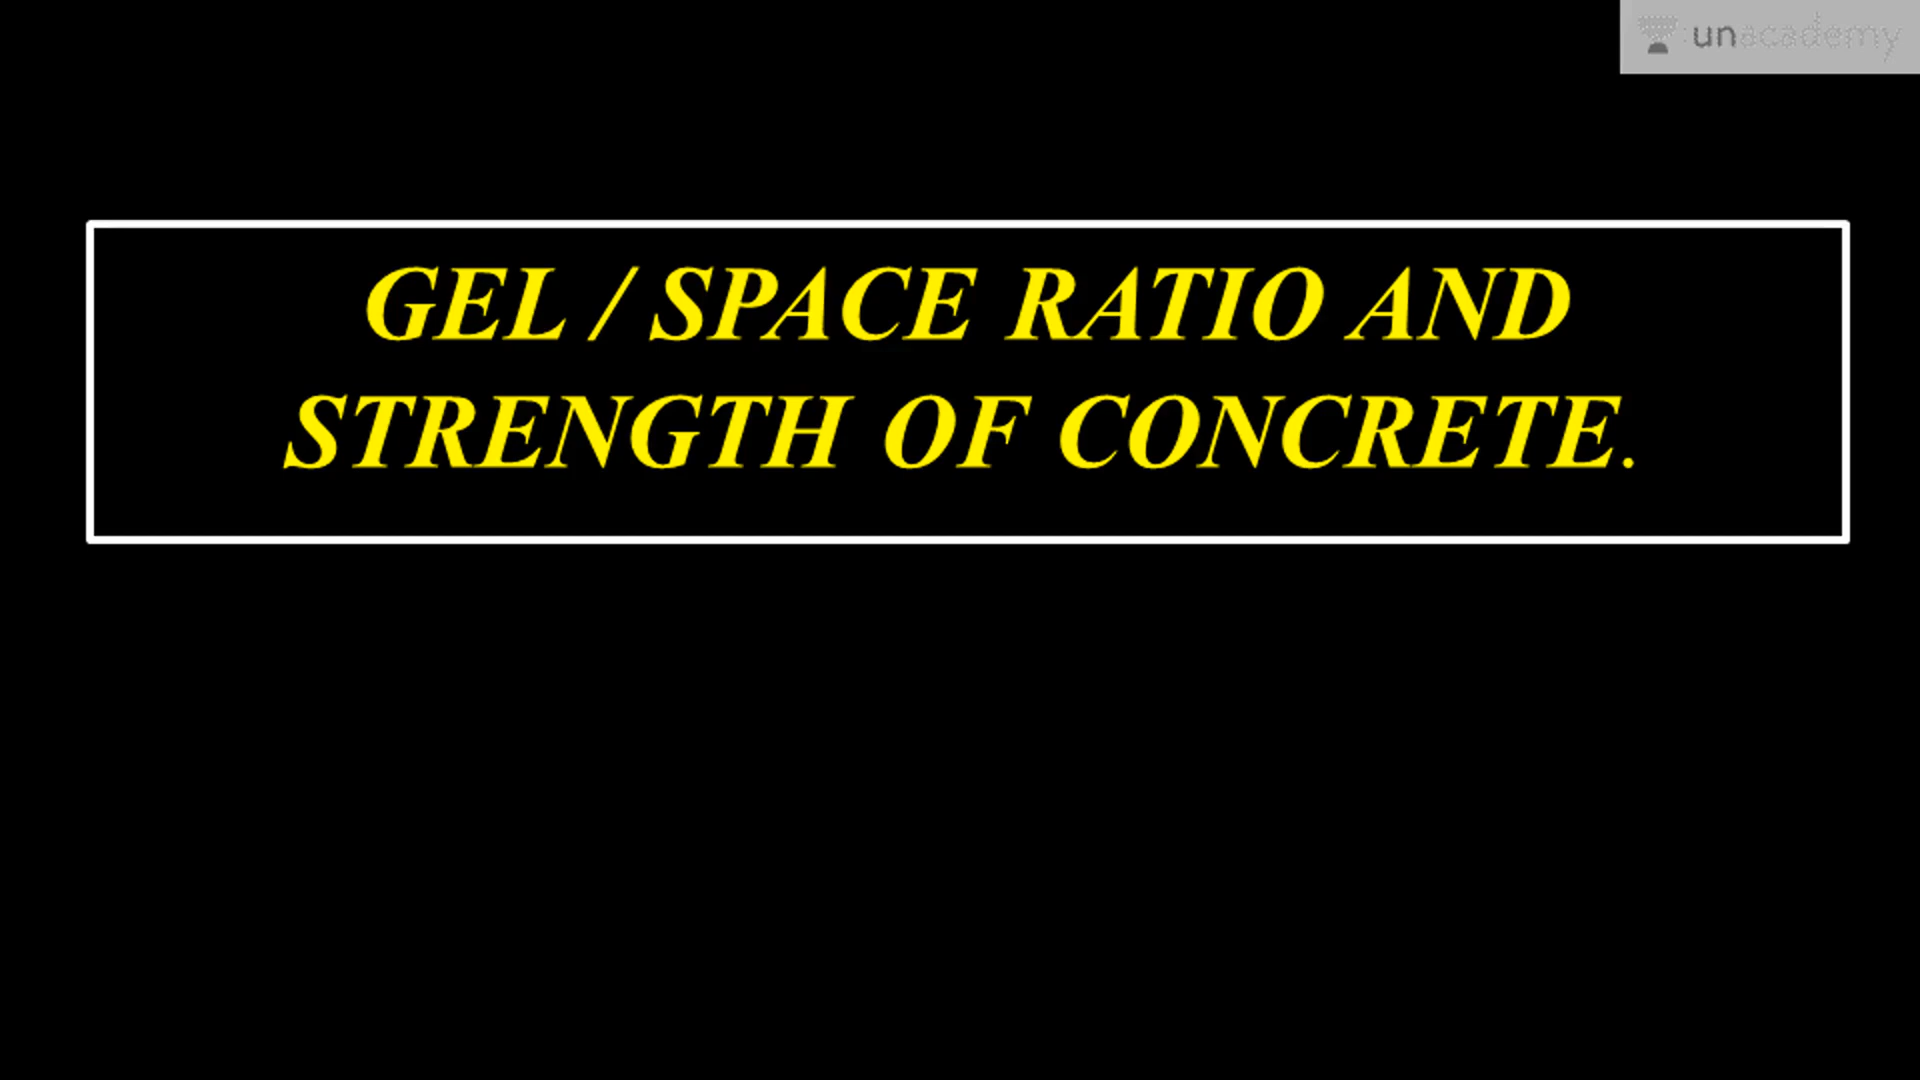 unacademy
GEL / SPACE RATIO AND
STRENGTH OF CONCRETE.